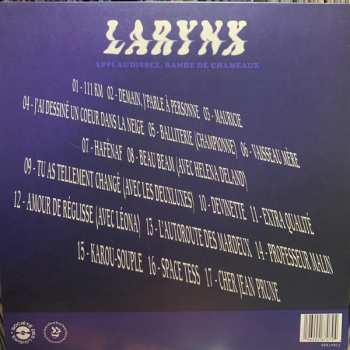 LARYNX
APPLAUDISSEZ, BANDE DE CHAMEAUX
01 - 111 KM 02 - DEMAIN, J'PARLE À PERSONNE 03 - MAURICIE
04 - J'AI DESSINÉ UN COEUR DANS LA NEIGE 05 - BALLITERIE (CHAMPIONNE) 06 - VAISSEAU MÈRE
07 - HAFÈNAF 08 - BEAU BEAM (AVEC HELENA DELAND)
09 - TU AS TELLEMENT CHANGÉ (AVEC LES DEUXLUNES) 10 - DEVINETTE 11 - EXTRA QUALITÉ
12 - AMOUR DE RÉGLISSE (AVEC LÉONA) 13 - L'AUTOROUTE DES MARDEUX 14 - PROFESSEUR MALIN
15 - KAROU-SOUPLE 16 - SPACE TESS 17 - CHER JEAN PRUNE